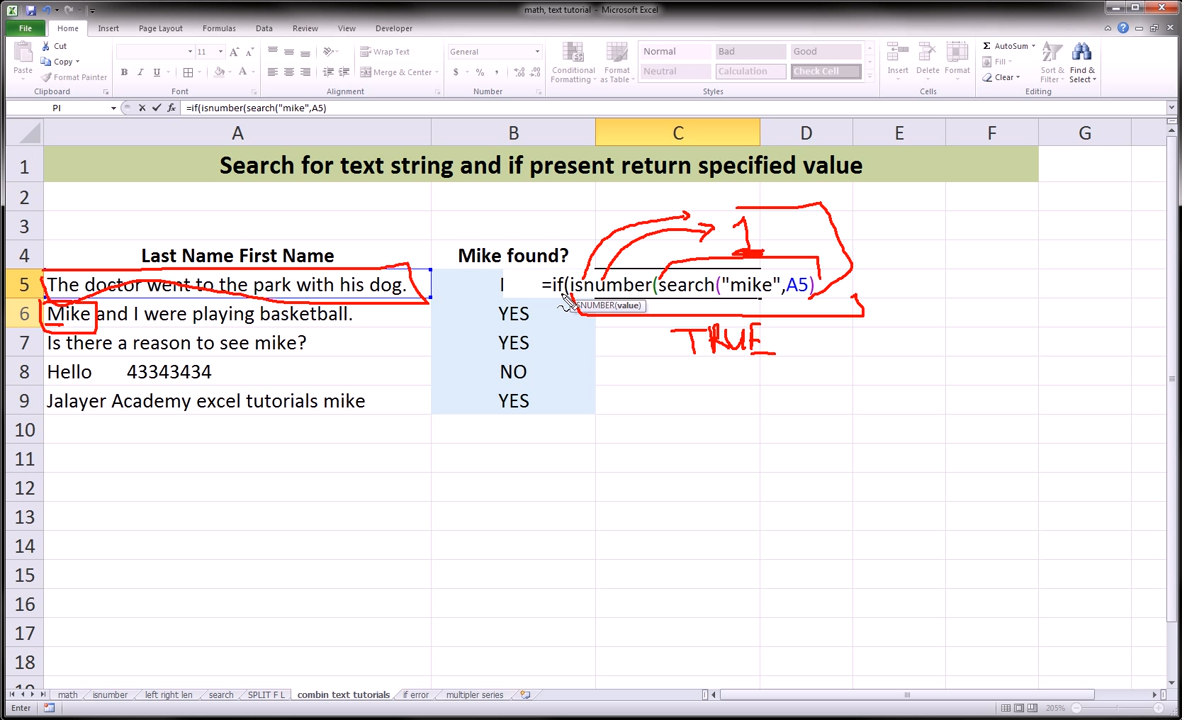 math, text tutorial - Microsoft Excel
File Home Insert Page Layout Formulas Data Review View Developer
Cut
Copy
Format Painter
Paste
Clipboard
11
Font
Wrap Text
Merge & Center
Alignment
General
Number
Conditional Formatting
Format as Table
Normal Bad Good
Neutral Calculation Check Cell
Styles
Insert Delete Format
Cells
AutoSum
Fill
Clear
Sort & Filter
Find & Select
Editing
PI =if(isnumber(search("mike",A5)
A B C D E F G
1 Search for text string and if present return specified value
2
3 1
4 Last Name First Name Mike found?
5 The doctor went to the park with his dog. =if(isnumber(search("mike",A5)
ISNUMBER(value)
6 Mike and I were playing basketball. YES
TRUE
7 Is there a reason to see mike? YES
8 Hello 43343434 NO
9 Jalayer Academy excel tutorials mike YES
10
11
12
13
14
15
16
17
18
math isnumber left right len search SPLIT F L combin text tutorials if error multipler series
Enter 205%